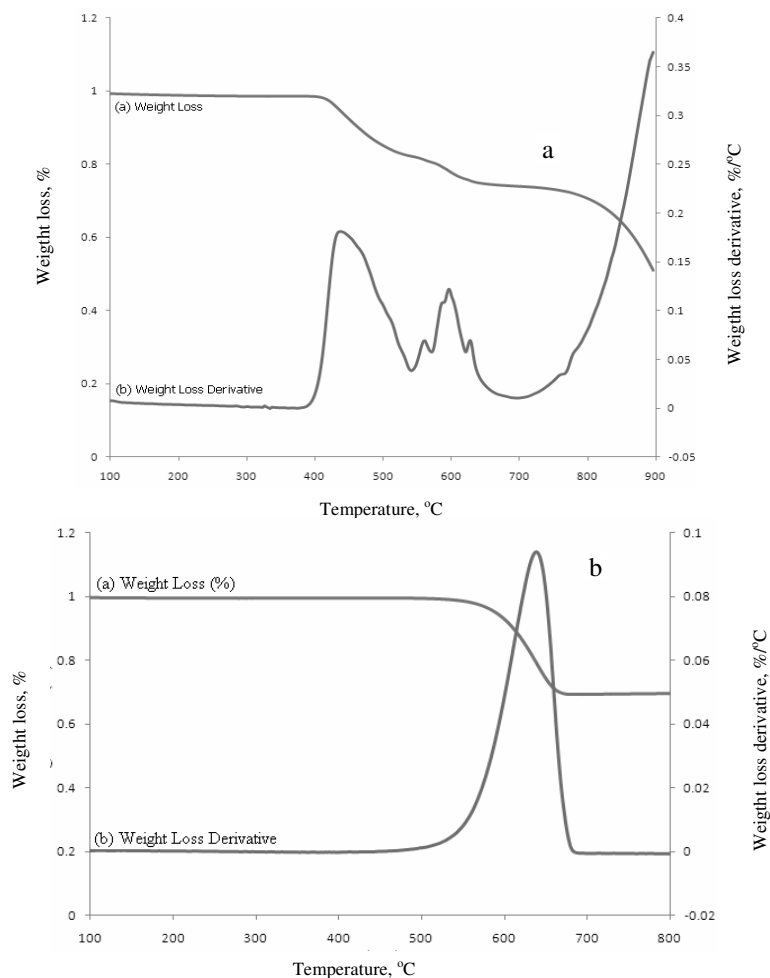 1.2
1
0.8
0.6
0.4
0.2
0
Weigtht loss, %
(a) Weight Loss
(b) Weight Loss Derivative
a
0.4
0.35
0.3
0.25
0.2
0.15
0.1
0.05
0
-0.05
Weigtht loss derivative, %/°C
100 200 300 400 500 600 700 800 900
Temperature, °C
1.2
1
0.8
0.6
0.4
0.2
0
Weigtht loss, %
(a) Weight Loss (%)
(b) Weight Loss Derivative
b
0.1
0.08
0.06
0.04
0.02
0
-0.02
Weigtht loss derivative, %/°C
100 200 300 400 500 600 700 800
Temperature, °C